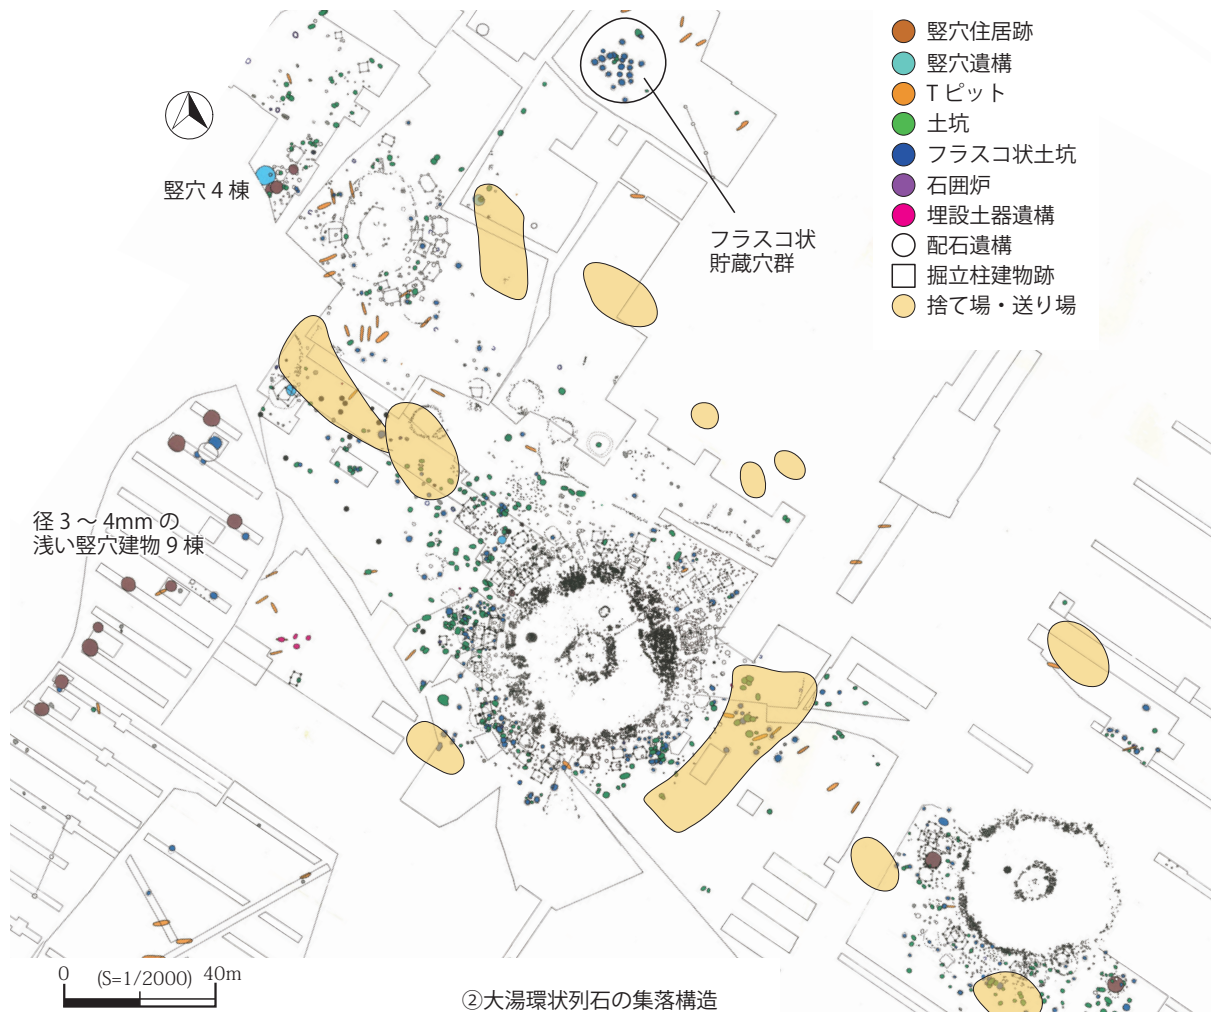 竪穴住居跡
竪穴遺構
Tピット
土坑
フラスコ状土坑
石囲炉
埋設土器遺構
配石遺構
掘立柱建物跡
捨て場・送り場
竪穴 4 棟
フラスコ状
貯蔵穴群
径 3 ～ 4mm の
浅い竪穴建物 9 棟
0 (S=1/2000) 40m
②大湯環状列石の集落構造